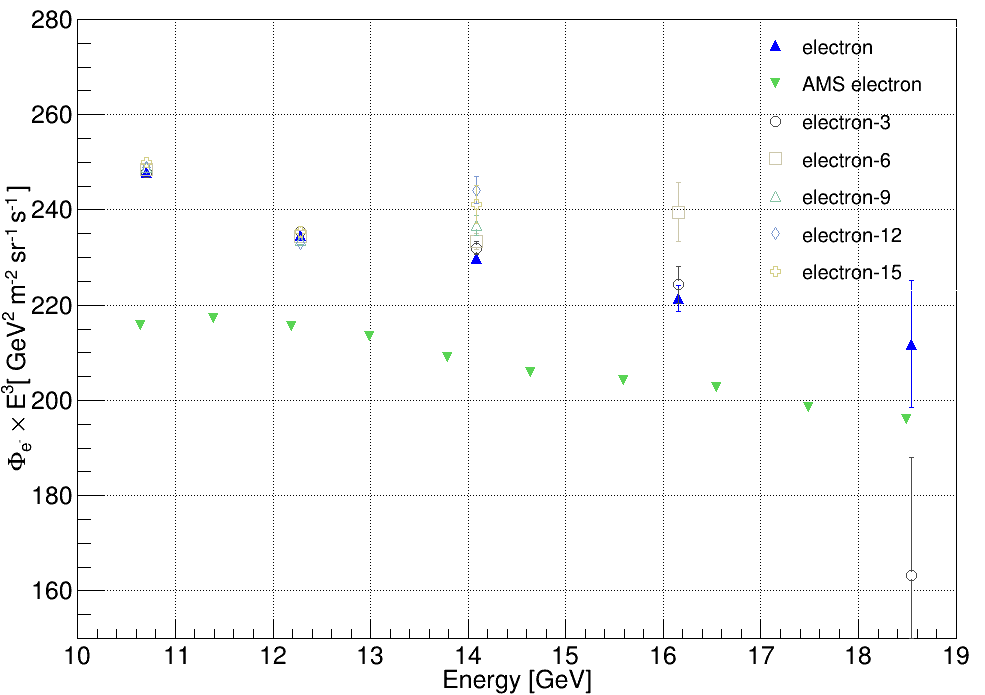 280
260
240
220
200
180
160
Φe- × E³[ GeV² m⁻² sr⁻¹ s⁻¹]
electron
AMS electron
electron-3
electron-6
electron-9
electron-12
electron-15
10 11 12 13 14 15 16 17 18 19
Energy [GeV]